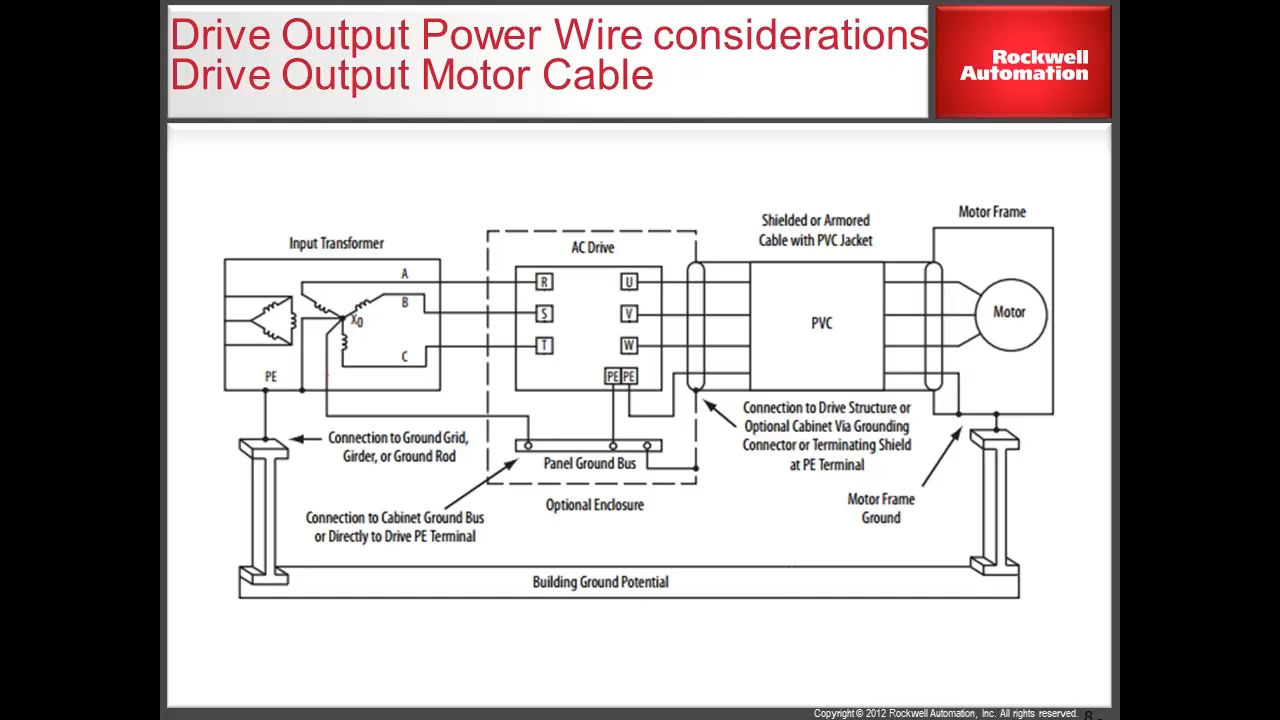 Drive Output Power Wire considerations
Drive Output Motor Cable
Rockwell
Automation
Motor Frame
Shielded or Armored
Cable with PVC Jacket
Input Transformer
AC Drive
A
R
U
B
X0
S
V
PVC
Motor
C
T
W
PE
PE
PE
Connection to Drive Structure or
Optional Cabinet Via Grounding
Connector or Terminating Shield
at PE Terminal
Connection to Ground Grid,
Girder, or Ground Rod
Panel Ground Bus
Optional Enclosure
Motor Frame
Ground
Connection to Cabinet Ground Bus
or Directly to Drive PE Terminal
Building Ground Potential
Copyright © 2012 Rockwell Automation, Inc. All rights reserved.